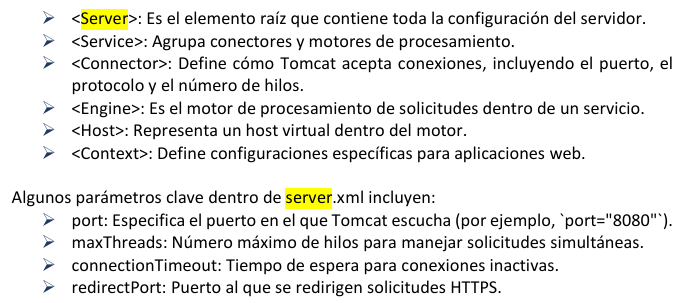 <Server>: Es el elemento raíz que contiene toda la configuración del servidor.
<Service>: Agrupa conectores y motores de procesamiento.
<Connector>: Define cómo Tomcat acepta conexiones, incluyendo el puerto, el
protocolo y el número de hilos.
<Engine>: Es el motor de procesamiento de solicitudes dentro de un servicio.
<Host>: Representa un host virtual dentro del motor.
<Context>: Define configuraciones específicas para aplicaciones web.
Algunos parámetros clave dentro de server.xml incluyen:
port: Especifica el puerto en el que Tomcat escucha (por ejemplo, `port="8080"`).
maxThreads: Número máximo de hilos para manejar solicitudes simultáneas.
connectionTimeout: Tiempo de espera para conexiones inactivas.
redirectPort: Puerto al que se redirigen solicitudes HTTPS.